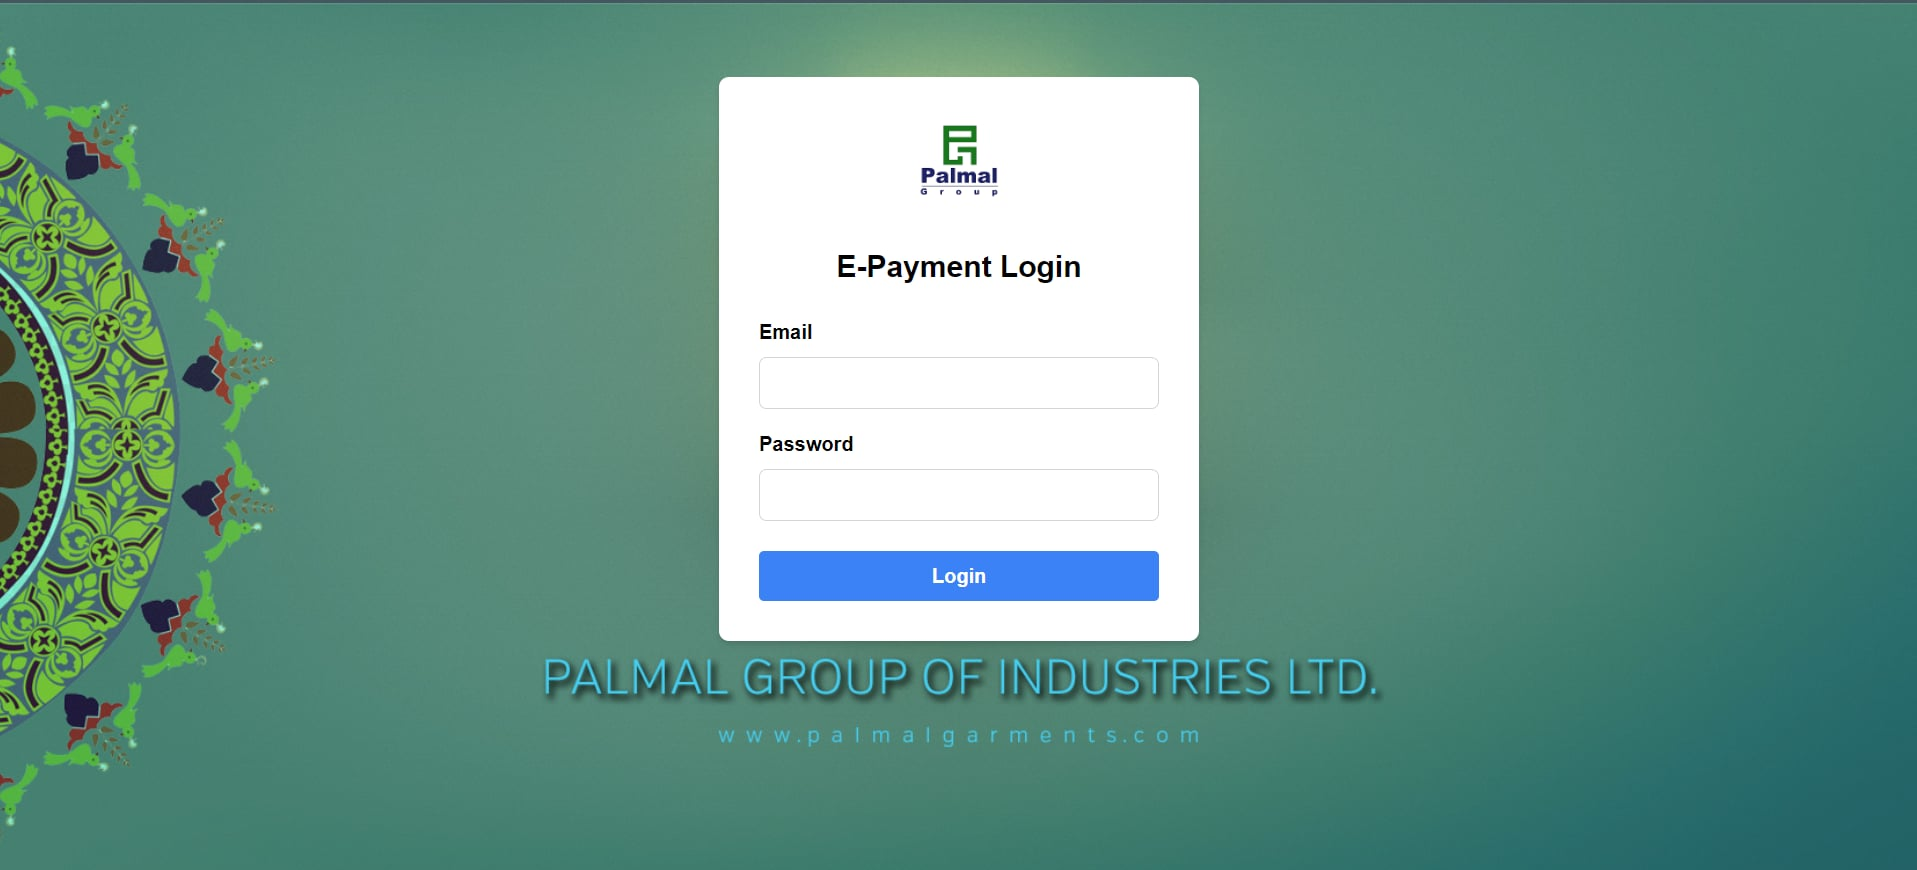 Palmal
Group
E-Payment Login
Email
Password
Login
PALMAL GROUP OF INDUSTRIES LTD.
www.palmalgarments.com